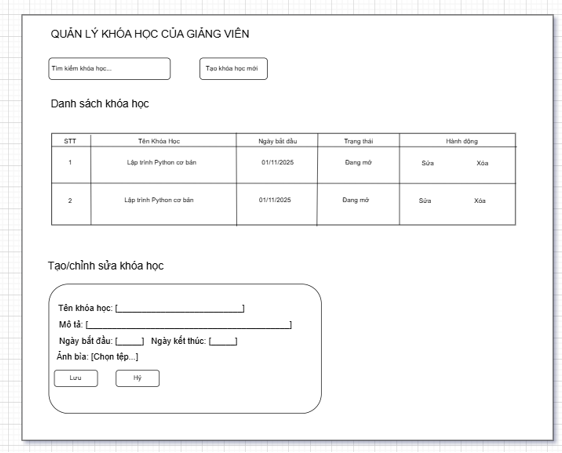 QUẢN LÝ KHÓA HỌC CỦA GIẢNG VIÊN
Tìm kiếm khóa học... Tạo khóa học mới
Danh sách khóa học
STT Tên Khóa Học Ngày bắt đầu Trạng thái Hành động
1 Lập trình Python cơ bản 01/11/2025 Đang mở Sửa Xóa
2 Lập trình Python cơ bản 01/11/2025 Đang mở Sửa Xóa
Tạo/chỉnh sửa khóa học
Tên khóa học: [_________________________]
Mô tả: [________________________________________]
Ngày bắt đầu: [_____] Ngày kết thúc: [_____]
Ảnh bìa: [Chọn tệp...]
Lưu Hủy